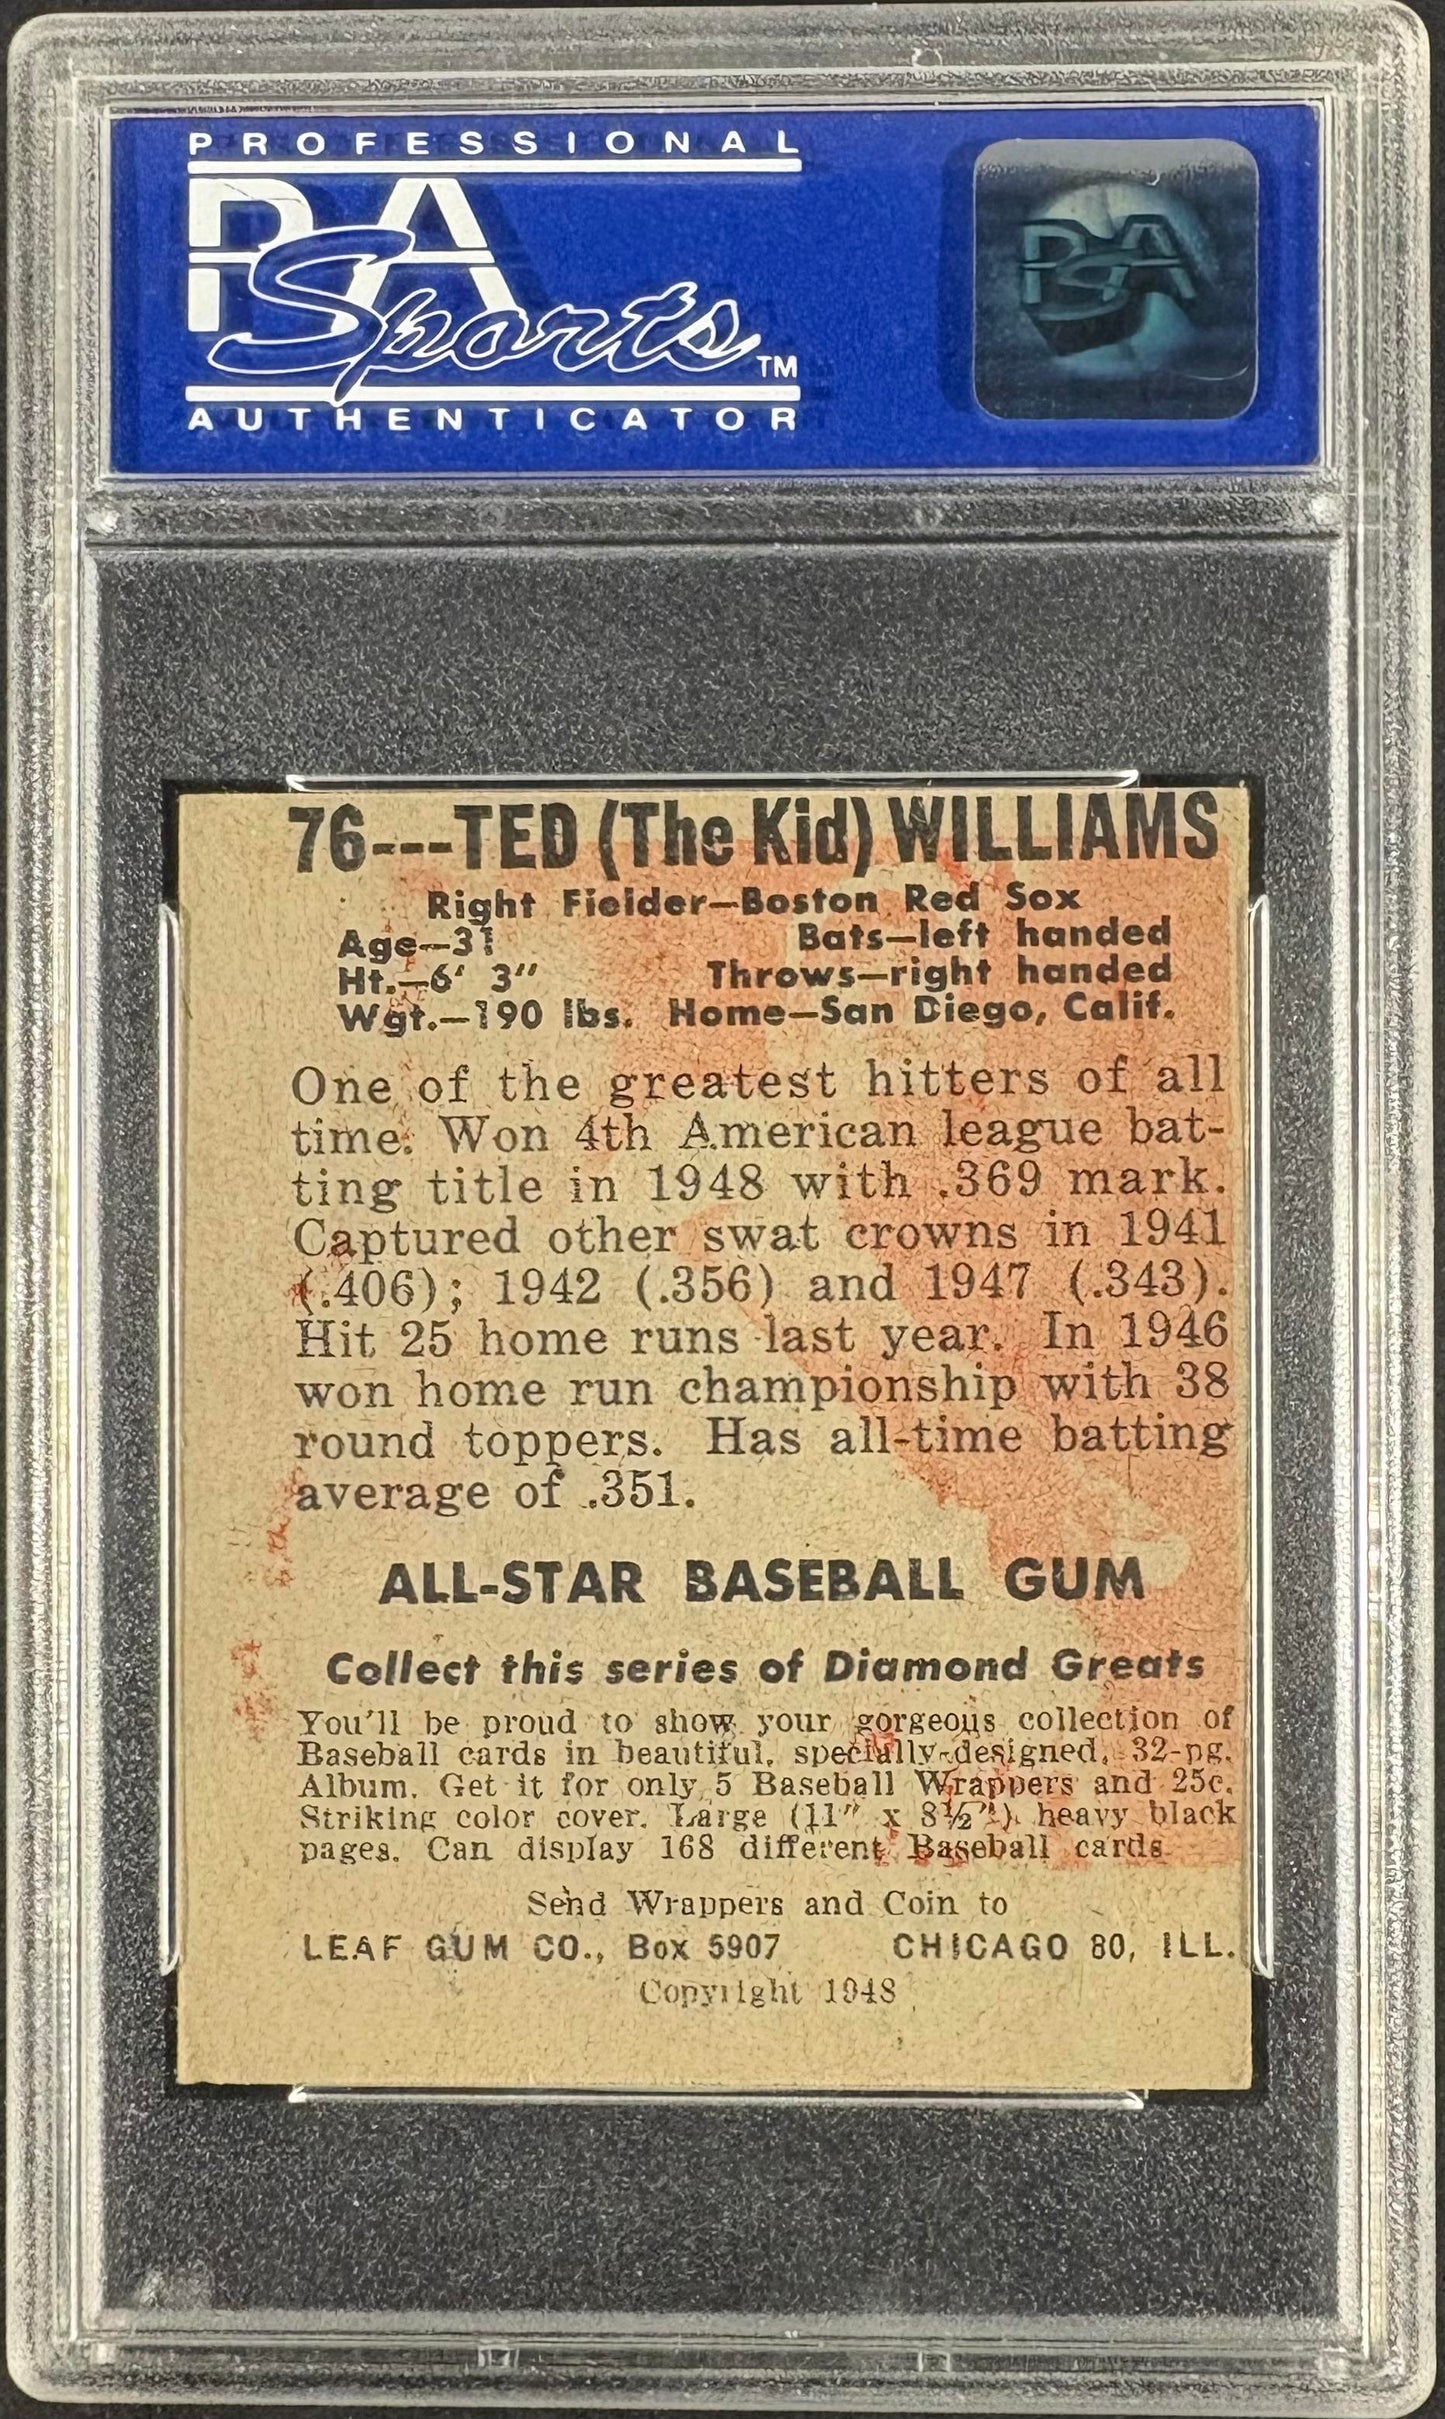 PROFESSIONAL
PSA
Sports™
AUTHENTICATOR
PSA
76---TED (The Kid) WILLIAMS
Right Fielder—Boston Red Sox
Age—31 Bats—left handed
Ht.—6' 3" Throws—right handed
Wgt.—190 lbs. Home—San Diego, Calif.
One of the greatest hitters of all
time. Won 4th American league bat-
ting title in 1948 with .369 mark.
Captured other swat crowns in 1941
(.406); 1942 (.356) and 1947 (.343).
Hit 25 home runs last year. In 1946
won home run championship with 38
round toppers. Has all-time batting
average of .351.
ALL-STAR BASEBALL GUM
Collect this series of Diamond Greats
You'll be proud to show your gorgeous collection of
Baseball cards in beautiful, specially-designed, 32-pg.
Album. Get it for only 5 Baseball Wrappers and 25c.
Striking color cover. Large (11" x 8½") heavy black
pages. Can display 168 different Baseball cards
Send Wrappers and Coin to
LEAF GUM CO., Box 5907 CHICAGO 80, ILL.
Copyright 1948